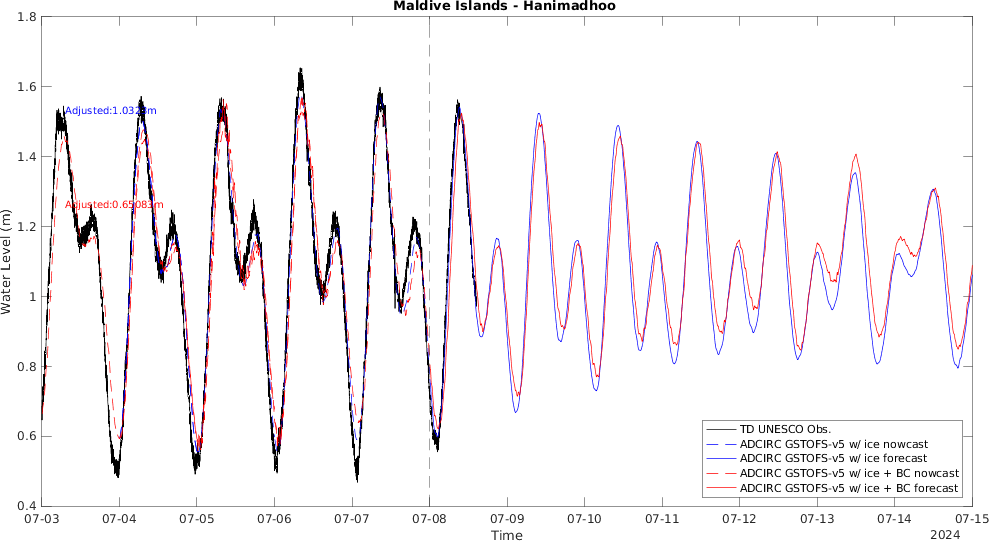 Maldive Islands - Hanimadhoo
1.8
1.6
1.4
1.2
1
0.8
0.6
0.4
Water Level (m)
Adjusted:0.65083m
TD UNESCO Obs.
ADCIRC GSTOFS-v5 w/ ice nowcast
ADCIRC GSTOFS-v5 w/ ice forecast
ADCIRC GSTOFS-v5 w/ ice + BC nowcast
ADCIRC GSTOFS-v5 w/ ice + BC forecast
07-03 07-04 07-05 07-06 07-07 07-08 07-09 07-10 07-11 07-12 07-13 07-14 07-15
Time
2024